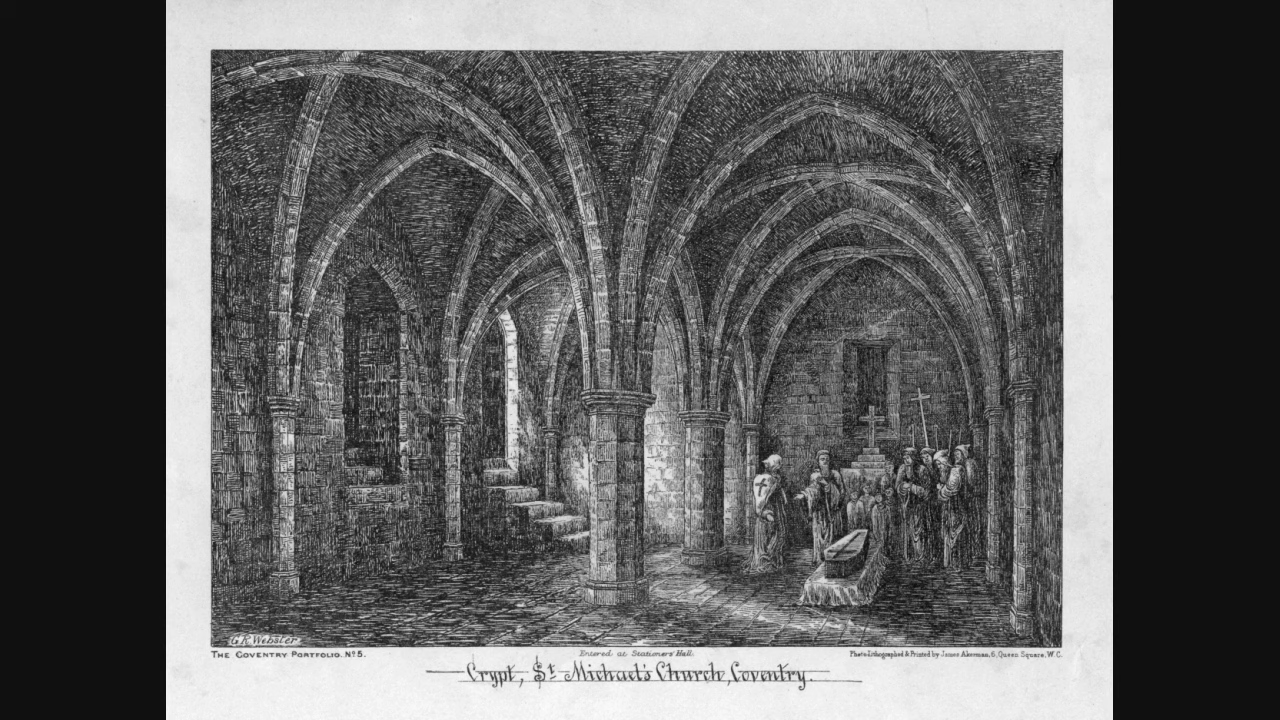 G R Webster
THE COVENTRY PORTFOLIO. Nº 5.
Entered at Stationers' Hall.
Photo-Lithographed & Printed by James Akerman, 6, Queen Square, W.C.
Crypt, St Michael's Church, Coventry.